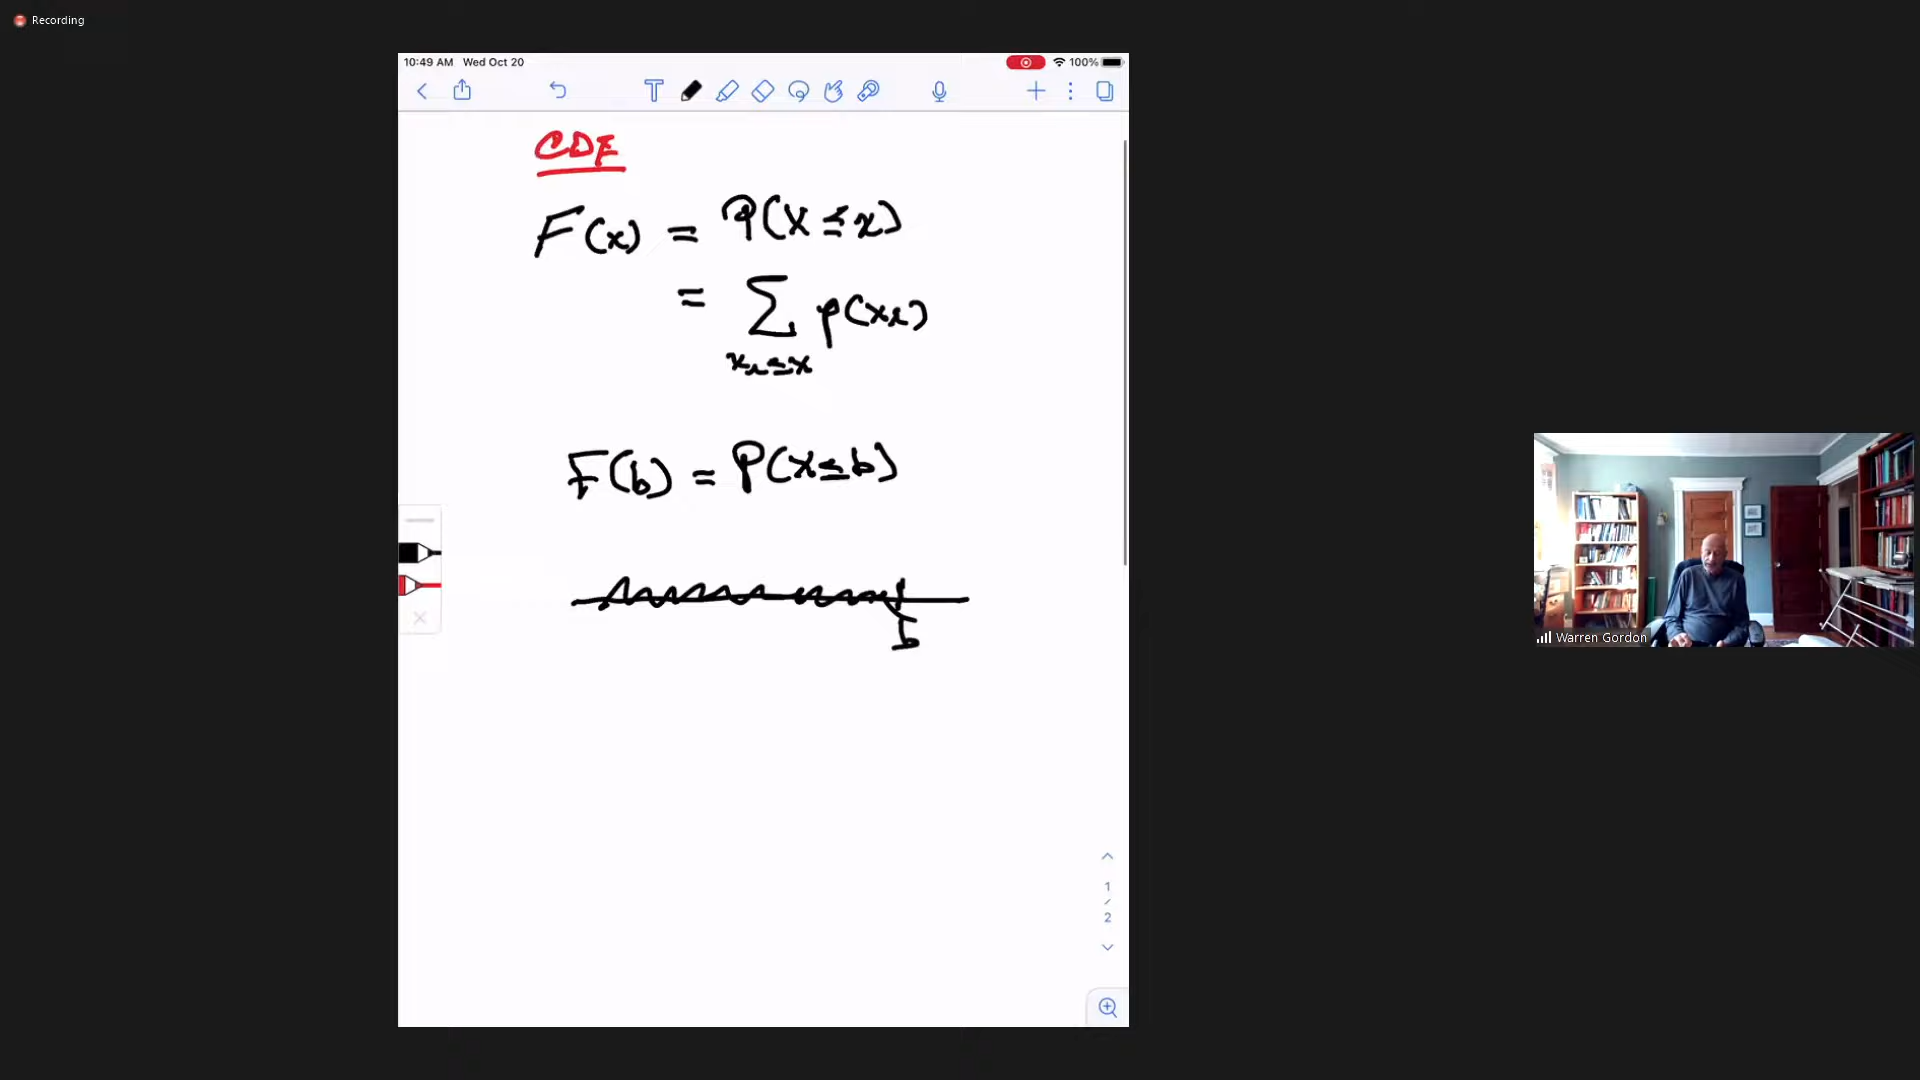 Recording
10:49 AM Wed Oct 20
100%
CDF
F(x) = P(X ≤ x)
= ∑ p(xi)
xi ≤ x
F(b) = P(X ≤ b)
b
1
/
2
Warren Gordon